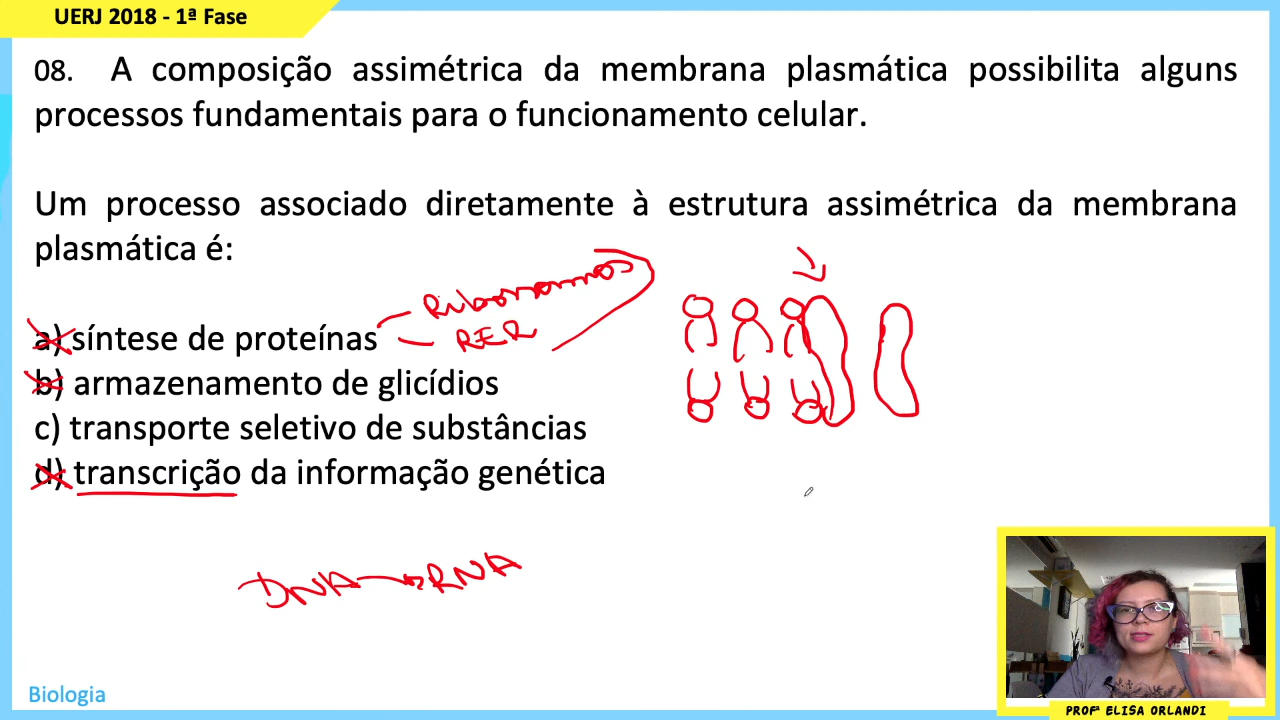 UERJ 2018 - 1ª Fase
08. A composição assimétrica da membrana plasmática possibilita alguns
processos fundamentais para o funcionamento celular.
Um processo associado diretamente à estrutura assimétrica da membrana
plasmática é:
a) síntese de proteínas
Ribossomos
RER
b) armazenamento de glicídios
c) transporte seletivo de substâncias
d) transcrição da informação genética
DNA → RNA
Biologia
PROFª ELISA ORLANDI